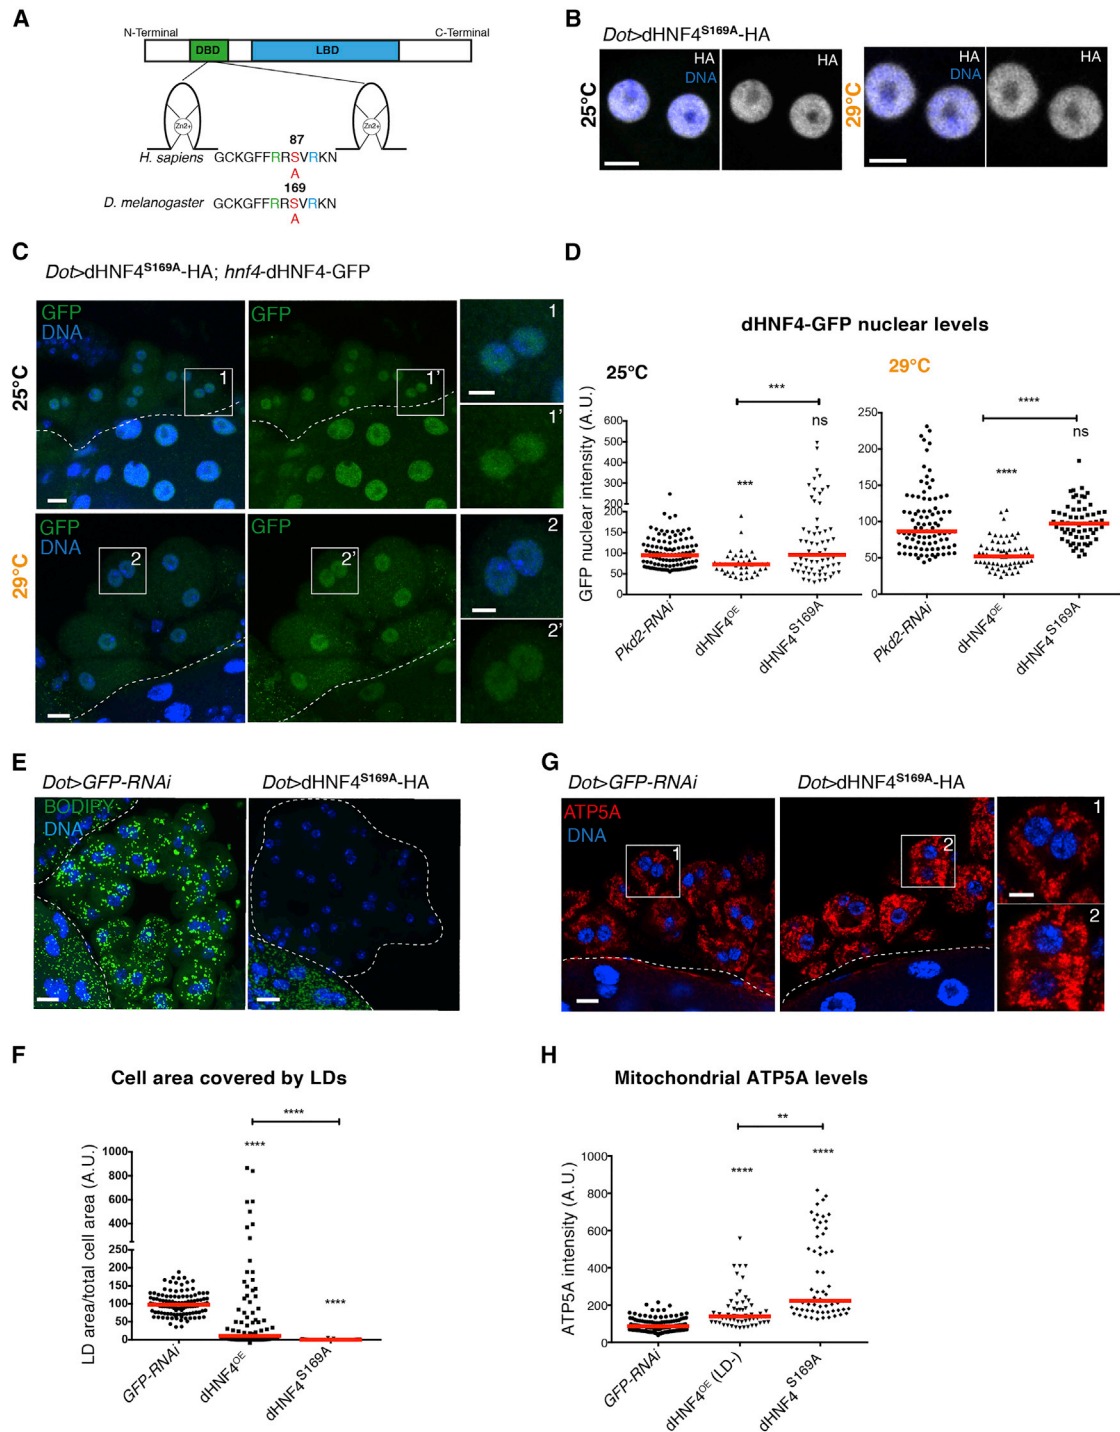 A
N-Terminal
C-Terminal
DBD
LBD
Zn2+
Zn2+
87
H. sapiens GCKGFFRRSVRKN
A
169
D. melanogaster GCKGFFRRSVRKN
A
B
Dot>dHNF4S169A-HA
25°C
HA
DNA
HA
29°C
HA
DNA
HA
C
Dot>dHNF4S169A-HA; hnf4-dHNF4-GFP
25°C
GFP
DNA
1
GFP
1'
1
1'
29°C
GFP
DNA
2
GFP
2'
2
2'
D
dHNF4-GFP nuclear levels
25°C
29°C
GFP nuclear intensity (A.U.)
600
500
400
300
200
200
150
100
50
0
***
***
ns
Pkd2-RNAi
dHNF4OE
dHNF4S169A
250
200
150
100
50
0
****
****
ns
Pkd2-RNAi
dHNF4OE
dHNF4S169A
E
Dot>GFP-RNAi
Dot>dHNF4S169A-HA
BODIPY
DNA
G
Dot>GFP-RNAi
Dot>dHNF4S169A-HA
ATP5A
DNA
1
2
1
2
F
Cell area covered by LDs
LD area/total cell area (A.U.)
1000
800
600
400
250
200
150
100
50
0
****
****
****
GFP-RNAi
dHNF4OE
dHNF4S169A
H
Mitochondrial ATP5A levels
ATP5A intensity (A.U.)
1000
800
600
400
200
0
**
****
****
GFP-RNAi
dHNF4OE (LD-)
dHNF4S169A